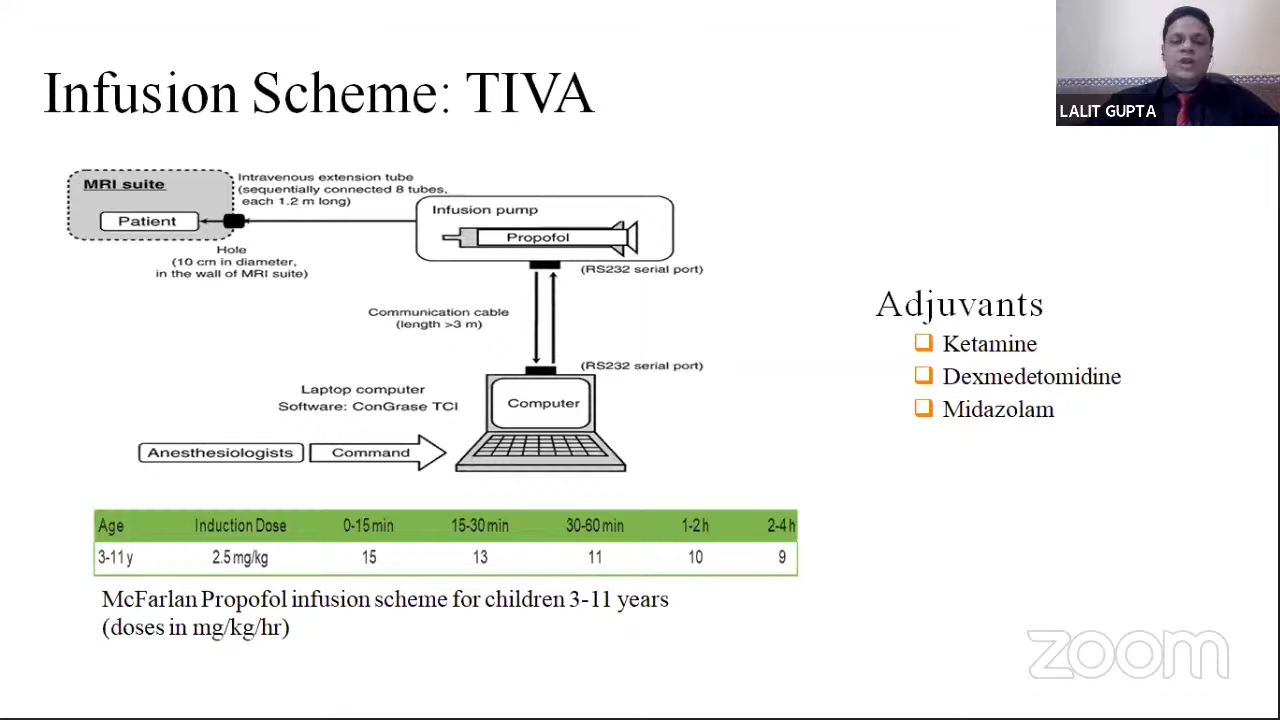 Infusion Scheme: TIVA
LALIT GUPTA
MRI suite
Patient
Intravenous extension tube
(sequentially connected 8 tubes,
each 1.2 m long)
Infusion pump
Propofol
Hole
(10 cm in diameter,
in the wall of MRI suite)
(RS232 serial port)
Communication cable
(length >3 m)
(RS232 serial port)
Laptop computer
Software: ConGrase TCI
Computer
Anesthesiologists
Command
Adjuvants
Ketamine
Dexmedetomidine
Midazolam
Age Induction Dose 0-15 min 15-30 min 30-60 min 1-2 h 2-4 h
3-11 y 2.5 mg/kg 15 13 11 10 9
McFarlan Propofol infusion scheme for children 3-11 years
(doses in mg/kg/hr)
zoom